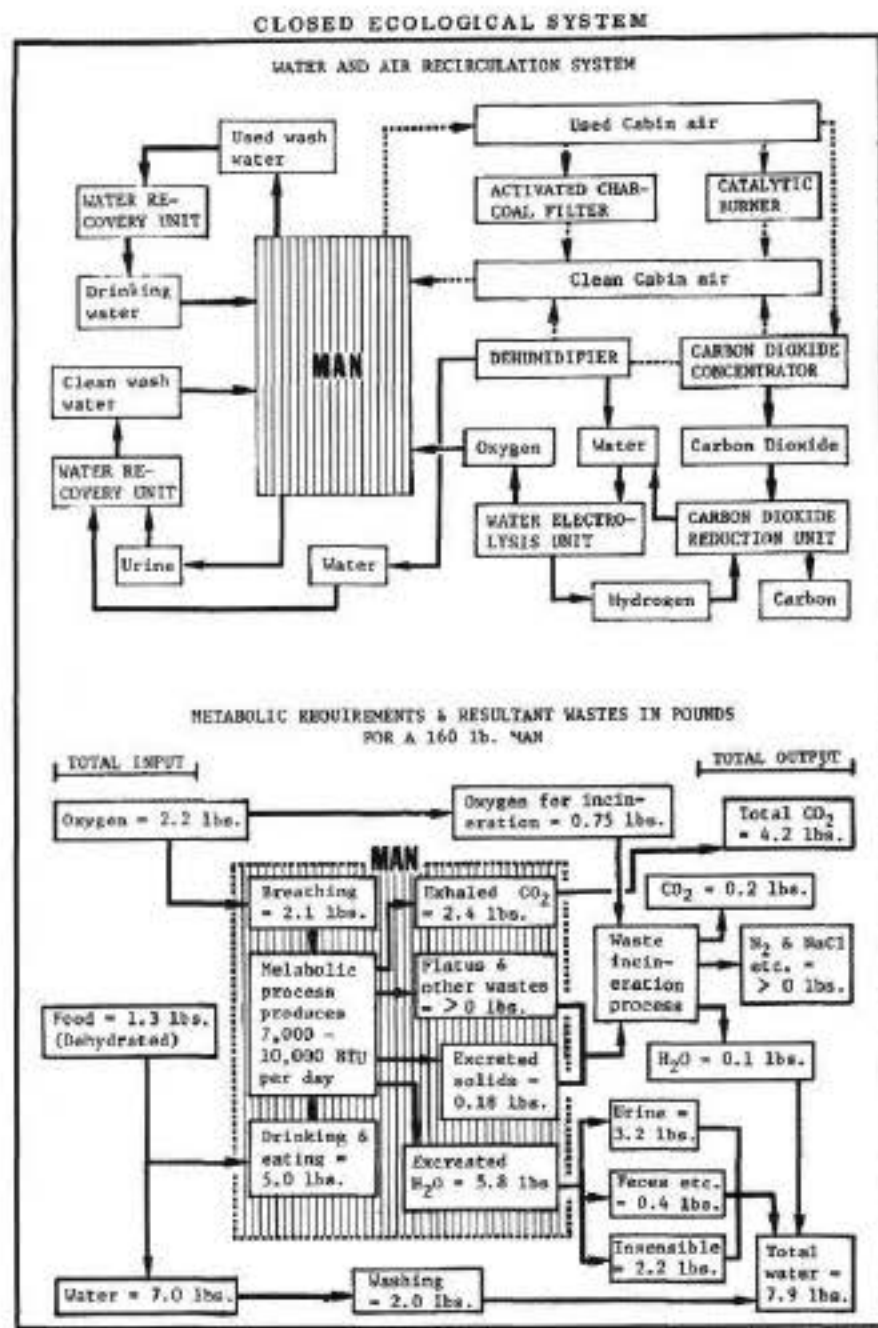 CLOSED ECOLOGICAL SYSTEM
WATER AND AIR RECIRCULATION SYSTEM
Used wash
water
Used Cabin air
WATER RE-
COVERY UNIT
ACTIVATED CHAR-
COAL FILTER
CATALYTIC
BURNER
Drinking
water
Clean Cabin air
MAN
Clean wash
water
DEHUMIDIFIER
CARBON DIOXIDE
CONCENTRATOR
Oxygen
Water
Carbon Dioxide
WATER RE-
COVERY UNIT
WATER ELECTRO-
LYSIS UNIT
CARBON DIOXIDE
REDUCTION UNIT
Urine
Water
Hydrogen
Carbon
METABOLIC REQUIREMENTS & RESULTANT WASTES IN POUNDS
FOR A 160 lb. MAN
TOTAL INPUT
TOTAL OUTPUT
Oxygen = 2.2 lbs.
Oxygen for incin-
eration = 0.75 lbs.
Total CO₂
= 4.2 lbs.
MAN
Breathing
= 2.1 lbs.
Exhaled CO₂
= 2.4 lbs.
CO₂ = 0.2 lbs.
Metabolic
process
produces
7,000 -
10,000 BTU
per day
Flatus &
other wastes
= > 0 lbs.
Waste
incin-
eration
process
N₂ & NaCl
etc. =
> 0 lbs.
Food = 1.3 lbs.
(Dehydrated)
Excreted
solids =
0.18 lbs.
H₂O = 0.1 lbs.
Drinking &
eating =
5.0 lbs.
Excreated
H₂O = 5.8 lbs
Urine =
3.2 lbs.
Feces etc.
= 0.4 lbs.
Insensible
= 2.2 lbs.
Total
water =
7.9 lbs.
Water = 7.0 lbs.
Washing
= 2.0 lbs.